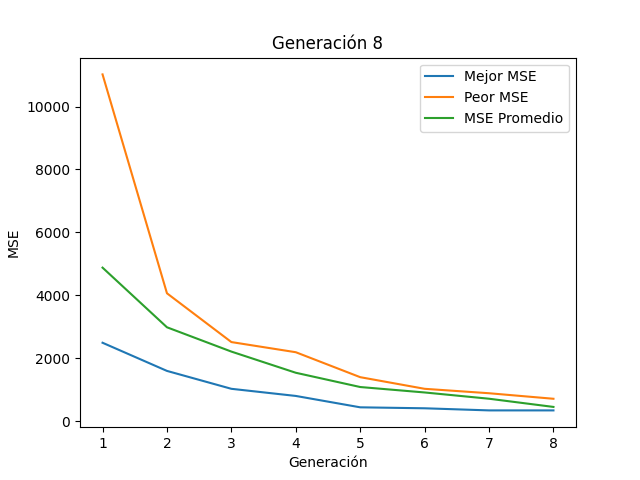 Generación 8
Mejor MSE
Peor MSE
MSE Promedio
MSE
10000
8000
6000
4000
2000
0
1 2 3 4 5 6 7 8
Generación